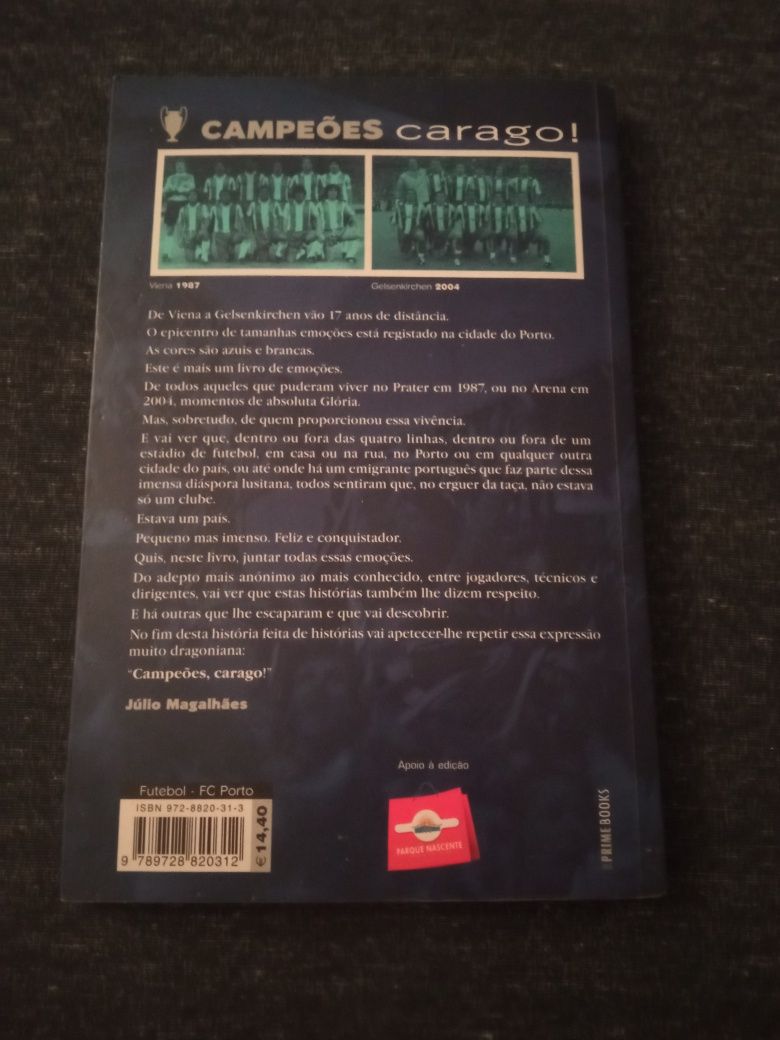 CAMPEÕES carago!
Viena 1987
Gelsenkirchen 2004
De Viena a Gelsenkirchen vão 17 anos de distância.
O epicentro de tamanhas emoções está registado na cidade do Porto.
As cores são azuis e brancas.
Este é mais um livro de emoções.
De todos aqueles que puderam viver no Prater em 1987, ou no Arena em
2004, momentos de absoluta Glória.
Mas, sobretudo, de quem proporcionou essa vivência.
E vai ver que, dentro ou fora das quatro linhas, dentro ou fora de um
estádio de futebol, em casa ou na rua, no Porto ou em qualquer outra
cidade do país, ou até onde há um emigrante português que faz parte dessa
imensa diáspora lusitana, todos sentiram que, no erguer da taça, não estava
só um clube.
Estava um país.
Pequeno mas imenso. Feliz e conquistador.
Quis, neste livro, juntar todas essas emoções.
Do adepto mais anónimo ao mais conhecido, entre jogadores, técnicos e
dirigentes, vai ver que estas histórias também lhe dizem respeito.
E há outras que lhe escaparam e que vai descobrir.
No fim desta história feita de histórias vai apetecer-lhe repetir essa expressão
muito dragoniana:
"Campeões, carago!"
Júlio Magalhães
Apoio à edição
PARQUE NASCENTE
Futebol - FC Porto
ISBN 972-8820-31-3
9 789728 820312
€ 14,40
PRIMEBOOKS